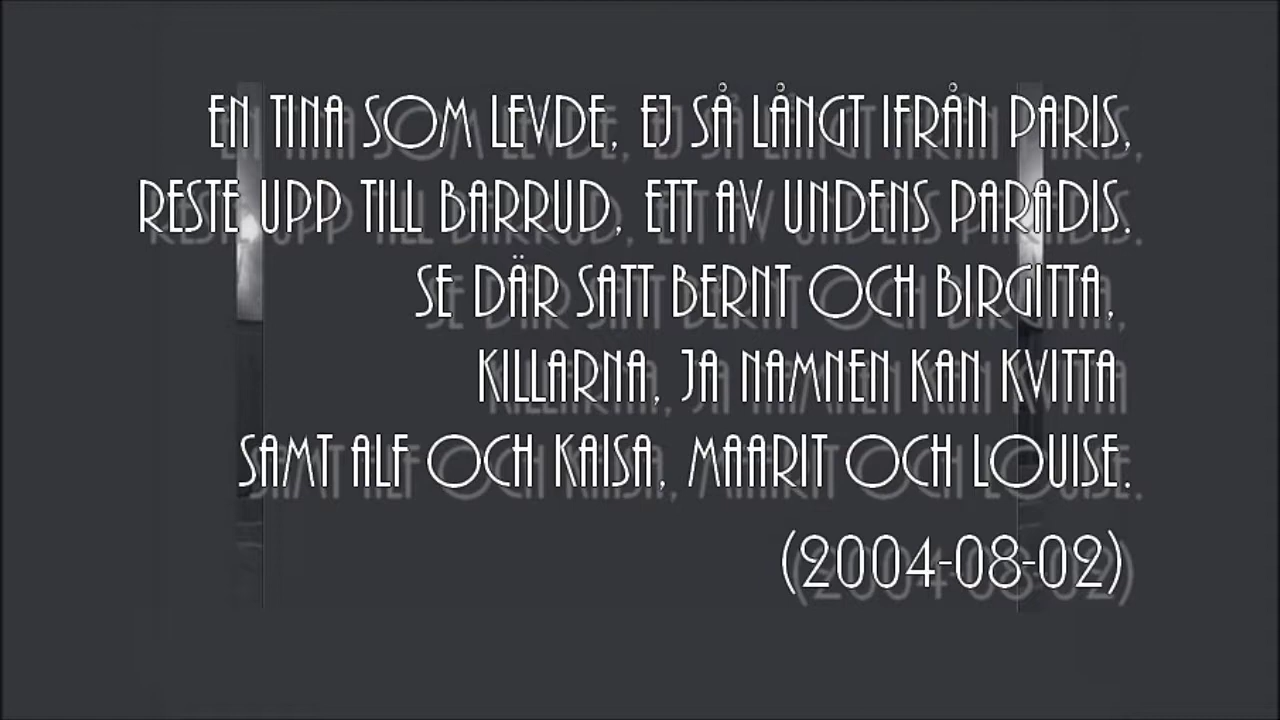 EN TINA SOM LEVDE, EJ SÅ LÅNGT IFRÅN PARIS,
RESTE UPP TILL BARRUD, ETT AV UNDENS PARADIS.
SE DÄR SATT BERNT OCH BIRGITTA,
KILLARNA, JA NAMNEN KAN KVITTA
SAMT ALF OCH KAISA, MAARIT OCH LOUISE.
(2004-08-02)